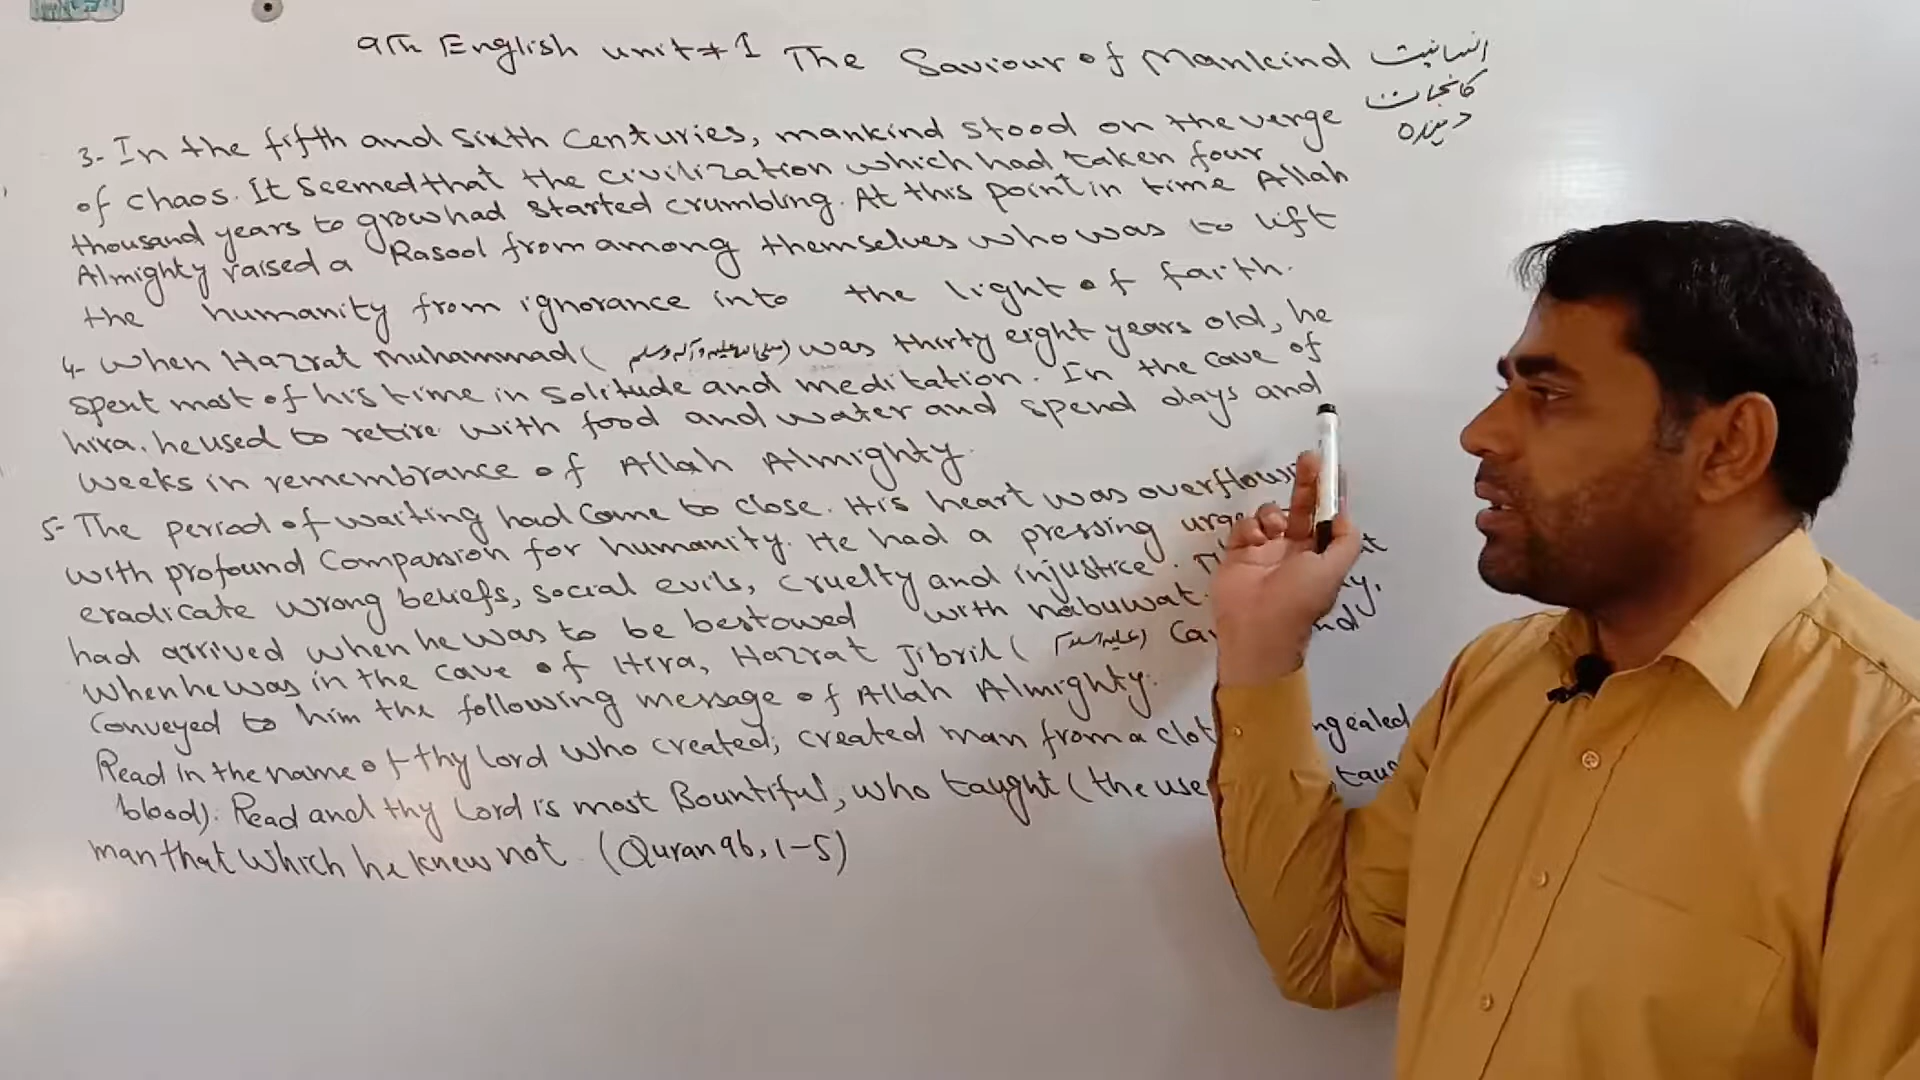 9Th English unit # 1 The Saviour of Mankind انسانیت
کا نجات
دہندہ
3- In the fifth and sixth centuries, mankind stood on the verge
of chaos. It seemed that the civilization which had taken four
thousand years to grow had started crumbling. At this point in time Allah
Almighty raised a Rasool from among themselves who was to lift
the humanity from ignorance into the light of faith.
4- When Hazrat Muhammad ( صلی اللہ علیہ وآلہ وسلم ) was thirty eight years old, he
spent most of his time in solitude and meditation. In the cave of
hira. he used to retire with food and water and spend days and
weeks in remembrance of Allah Almighty.
5- The period of waiting had come to close. His heart was
with profound compassion for humanity. He had a pressing
eradicate wrong beliefs, social evils, cruelty and injustice.
had arrived when he was to be bestowed with nabuwat.
when he was in the cave of Hira, Hazrat Jibril ( علیہ السلام )
conveyed to him the following message of Allah Almighty.
Read in the name of thy Lord who created; created man from a clot
blood): Read and thy Lord is most Bountiful, who taught ( the
man that which he knew not. (Quran 96, 1-5)